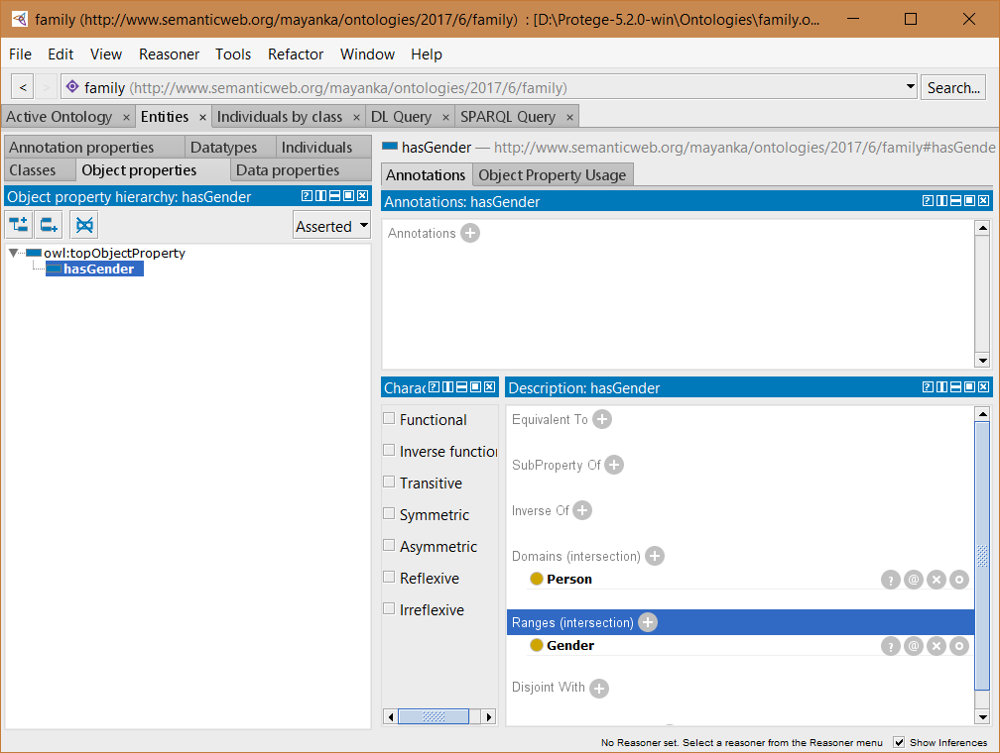 family (http://www.semanticweb.org/mayanka/ontologies/2017/6/family) : [D:\Protege-5.2.0-win\Ontologies\family.o...
File Edit View Reasoner Tools Refactor Window Help
< > family (http://www.semanticweb.org/mayanka/ontologies/2017/6/family) Search...
Active Ontology × Entities × Individuals by class × DL Query × SPARQL Query ×
Annotation properties Datatypes Individuals
Classes Object properties Data properties
Object property hierarchy: hasGender
Asserted
owl:topObjectProperty
hasGender
hasGender — http://www.semanticweb.org/mayanka/ontologies/2017/6/family#hasGende
Annotations Object Property Usage
Annotations: hasGender
Annotations
Charac
Functional
Inverse function
Transitive
Symmetric
Asymmetric
Reflexive
Irreflexive
Description: hasGender
Equivalent To
SubProperty Of
Inverse Of
Domains (intersection)
Person
Ranges (intersection)
Gender
Disjoint With
No Reasoner set. Select a reasoner from the Reasoner menu Show Inferences